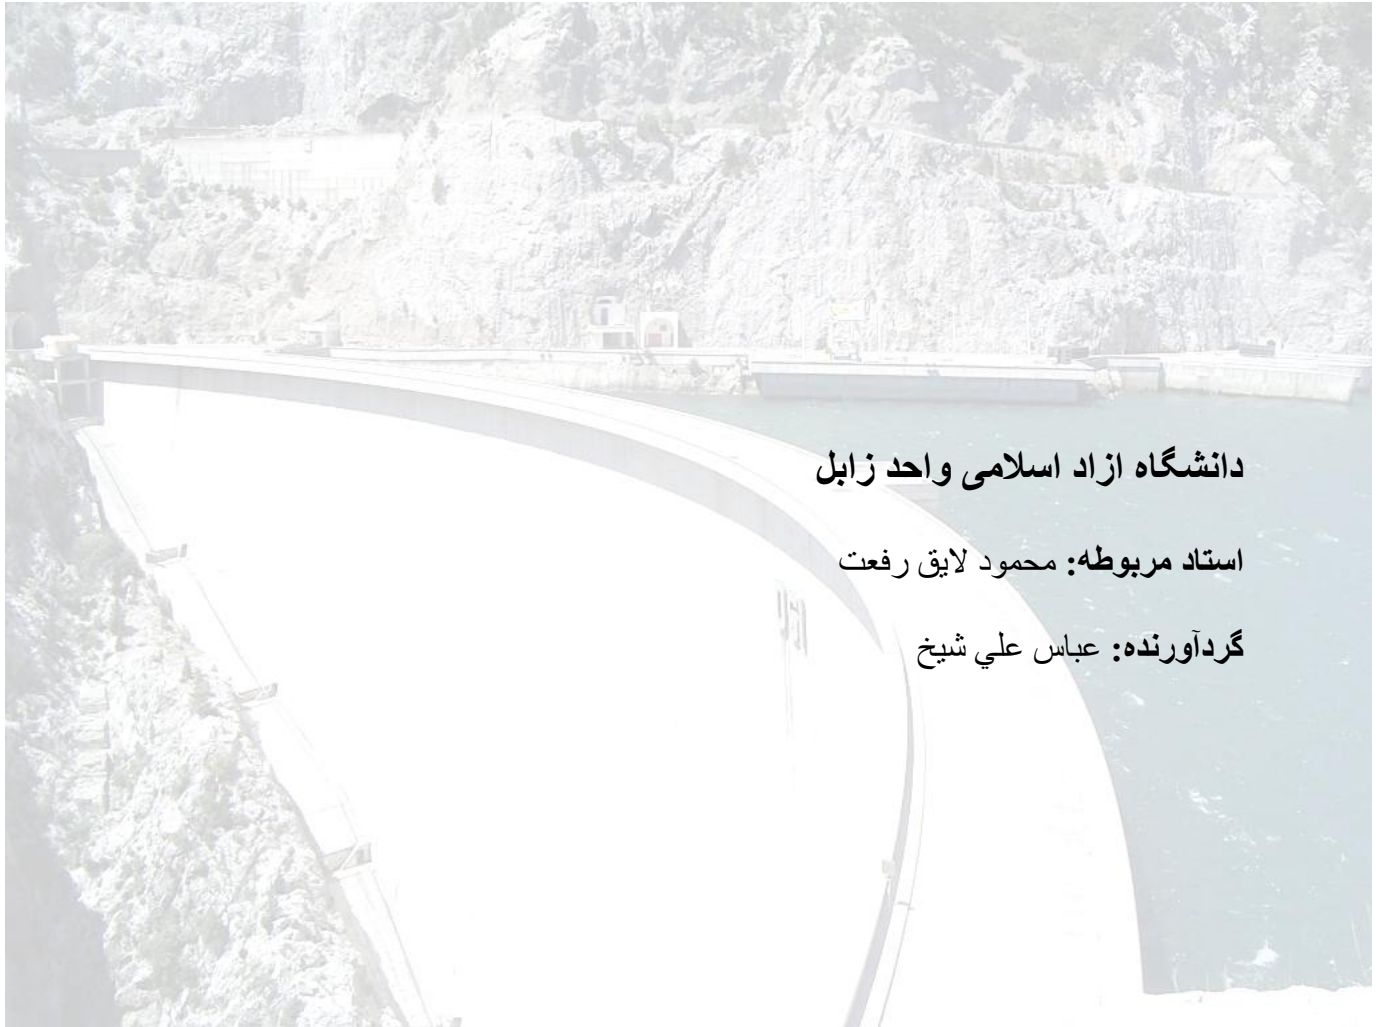 دانشگاه ازاد اسلامی واحد زابل
استاد مربوطه: محمود لایق رفعت
گردآورنده: عباس علي شيخ